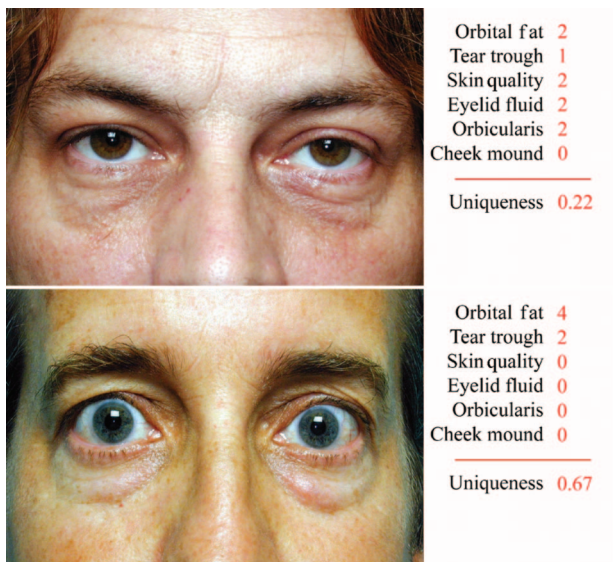 Orbital fat 2
Tear trough 1
Skin quality 2
Eyelid fluid 2
Orbicularis 2
Cheek mound 0
Uniqueness 0.22
Orbital fat 4
Tear trough 2
Skin quality 0
Eyelid fluid 0
Orbicularis 0
Cheek mound 0
Uniqueness 0.67